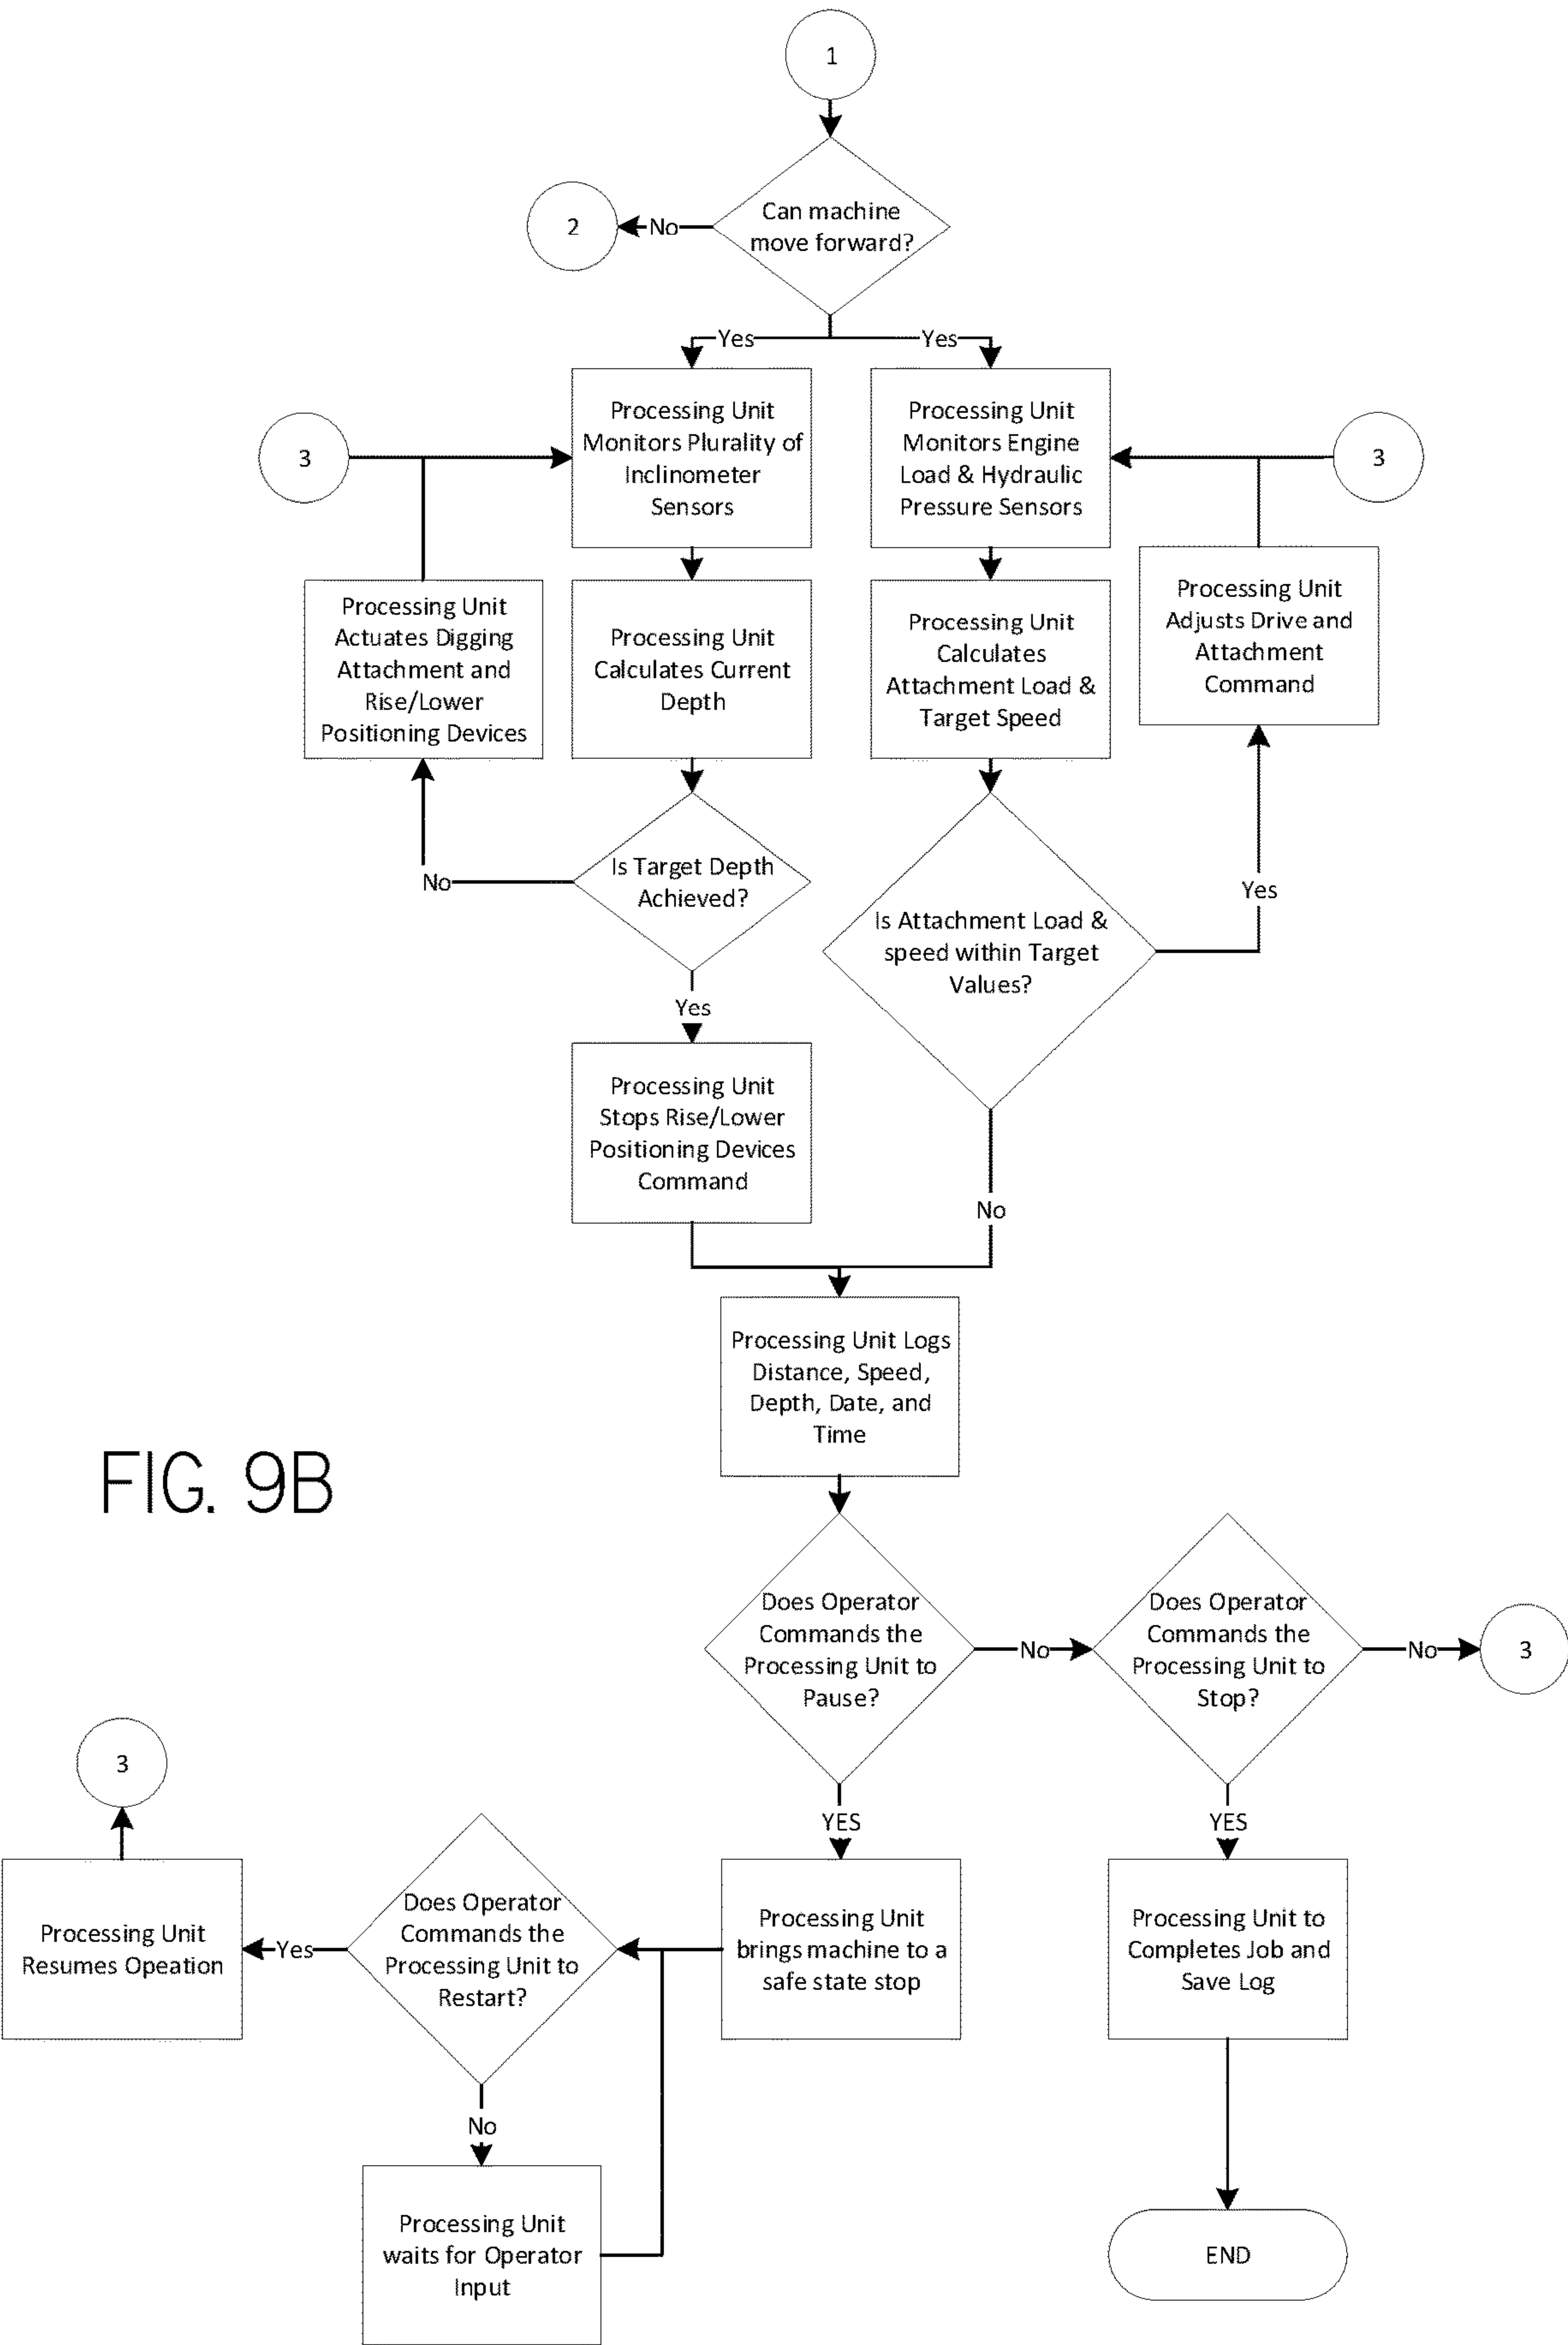 1
Can machine
move forward?
No
2
Yes
Yes
3
Processing Unit
Monitors Plurality of
Inclinometer
Sensors
Processing Unit
Monitors Engine
Load & Hydraulic
Pressure Sensors
3
Processing Unit
Actuates Digging
Attachment and
Rise/Lower
Positioning Devices
Processing Unit
Calculates Current
Depth
Processing Unit
Calculates
Attachment Load &
Target Speed
Processing Unit
Adjusts Drive and
Attachment
Command
No
Is Target Depth
Achieved?
Is Attachment Load &
speed within Target
Values?
Yes
Yes
Processing Unit
Stops Rise/Lower
Positioning Devices
Command
No
Processing Unit Logs
Distance, Speed,
Depth, Date, and
Time
FIG. 9B
Does Operator
Commands the
Processing Unit to
Pause?
No
Does Operator
Commands the
Processing Unit to
Stop?
No
3
3
YES
YES
Processing Unit
Resumes Opeation
Yes
Does Operator
Commands the
Processing Unit to
Restart?
Processing Unit
brings machine to a
safe state stop
Processing Unit to
Completes Job and
Save Log
No
Processing Unit
waits for Operator
Input
END